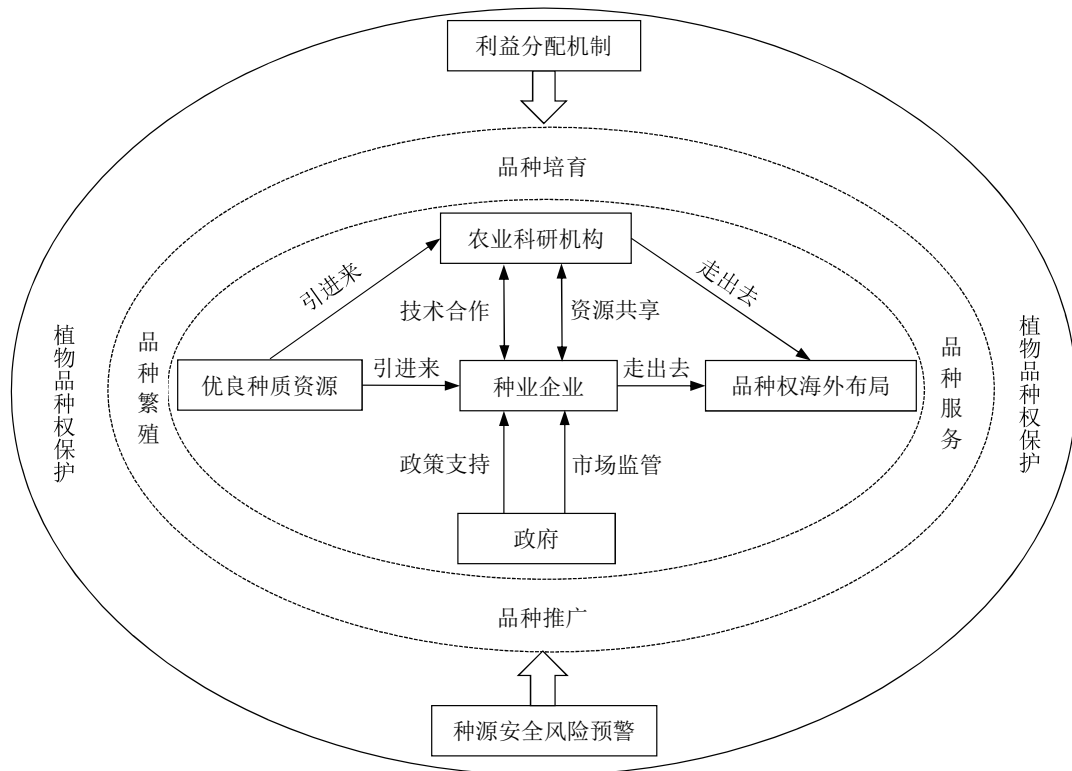 利益分配机制
品种培育
农业科研机构
引进来
走出去
技术合作
资源共享
植物品种权保护
品种繁殖
优良种质资源
引进来
种业企业
走出去
品种权海外布局
品种服务
植物品种权保护
政策支持
市场监管
政府
品种推广
种源安全风险预警